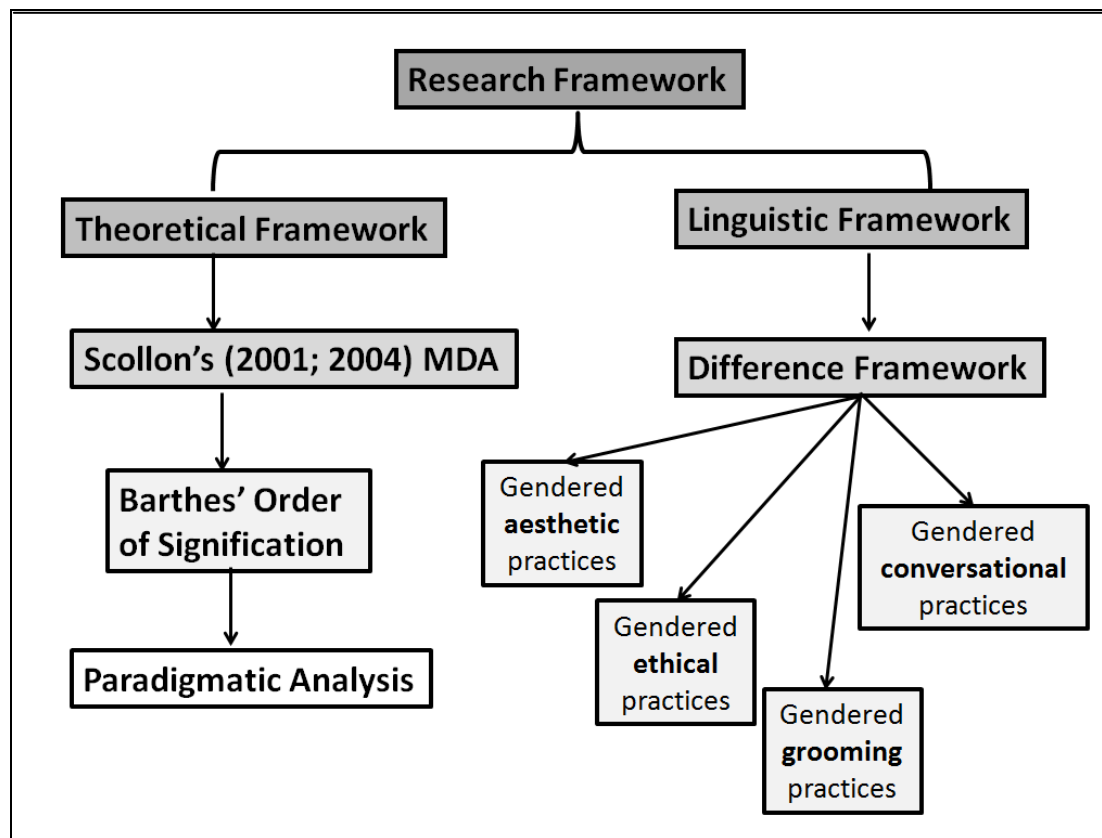 Research Framework
Theoretical Framework
Linguistic Framework
Scollon’s (2001; 2004) MDA
Difference Framework
Barthes’ Order
of Signification
Paradigmatic Analysis
Gendered
aesthetic
practices
Gendered
ethical
practices
Gendered
grooming
practices
Gendered
conversational
practices